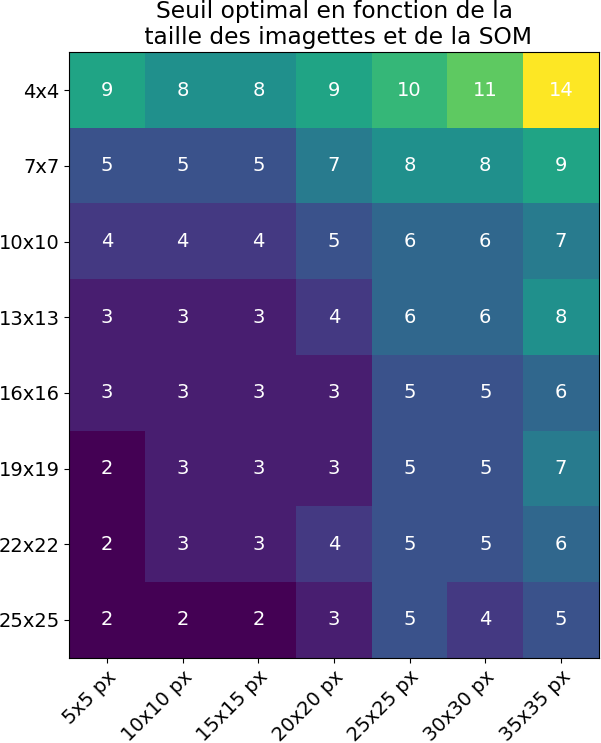 Seuil optimal en fonction de la
taille des imagettes et de la SOM
4x4 9 8 8 9 10 11 14
7x7 5 5 5 7 8 8 9
10x10 4 4 4 5 6 6 7
13x13 3 3 3 4 6 6 8
16x16 3 3 3 3 5 5 6
19x19 2 3 3 3 5 5 7
22x22 2 3 3 4 5 5 6
25x25 2 2 2 3 5 4 5
5x5 px 10x10 px 15x15 px 20x20 px 25x25 px 30x30 px 35x35 px